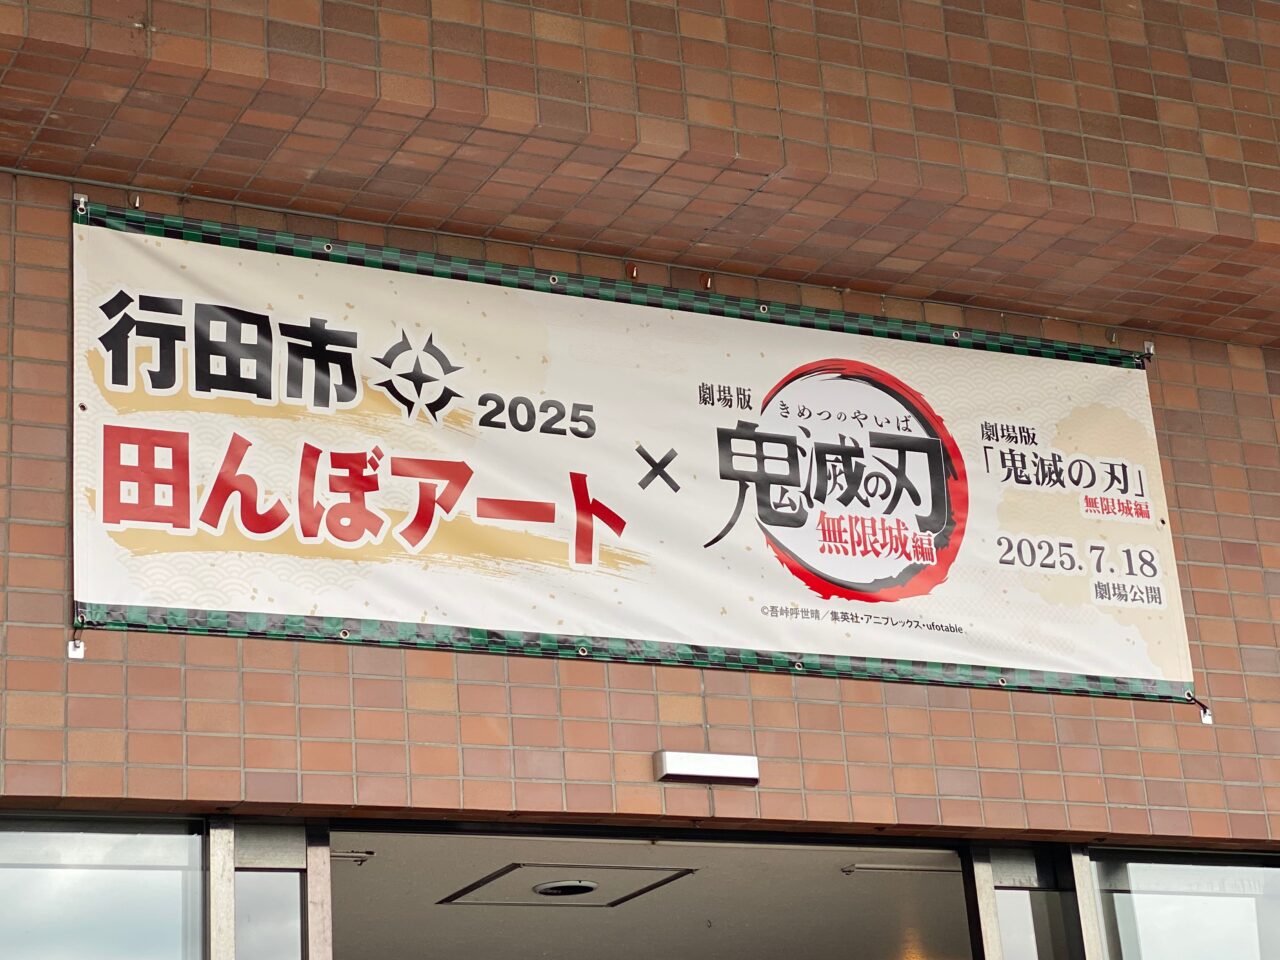 行田市
2025
田んぼアート
×
劇場版
きめつのやいば
鬼滅の刃
無限城編
©吾峠呼世晴／集英社・アニプレックス・ufotable
劇場版
「鬼滅の刃」
無限城編
2025.7.18
劇場公開